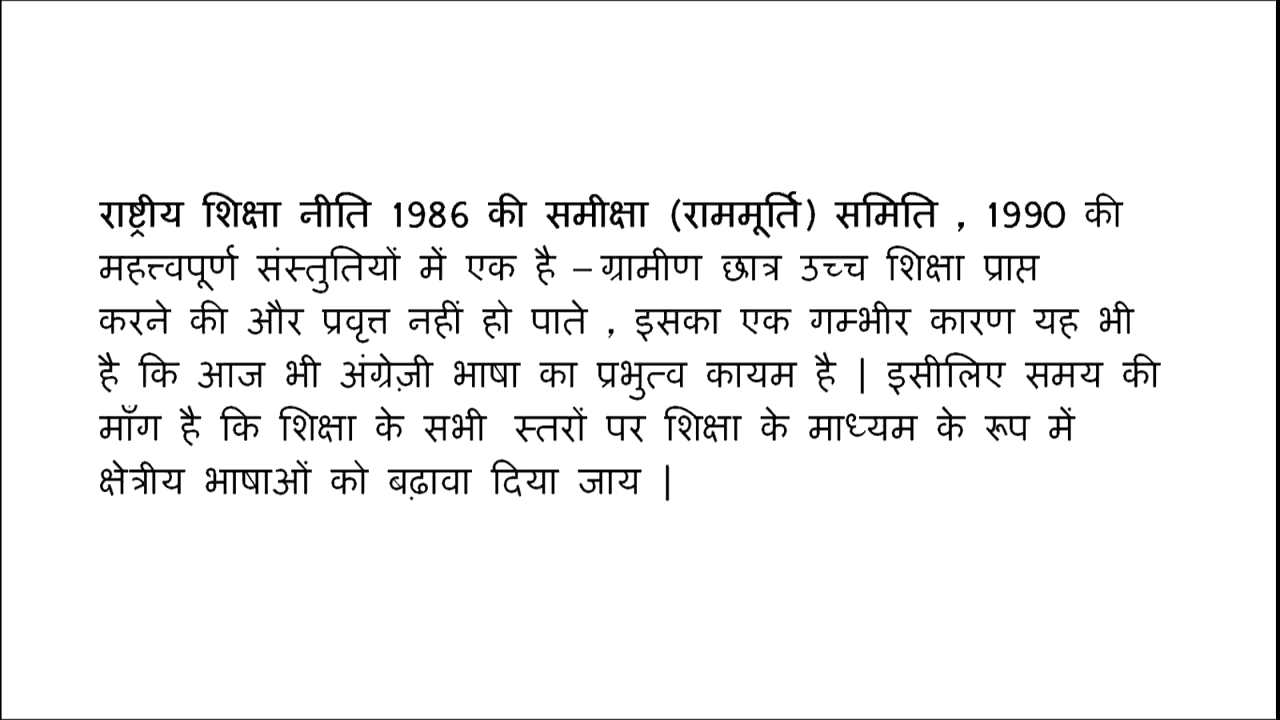 राष्ट्रीय शिक्षा नीति 1986 की समीक्षा (राममूर्ति) समिति , 1990 की
महत्त्वपूर्ण संस्तुतियों में एक है – ग्रामीण छात्र उच्च शिक्षा प्राप्त
करने की और प्रवृत्त नहीं हो पाते , इसका एक गम्भीर कारण यह भी
है कि आज भी अंग्रेज़ी भाषा का प्रभुत्व कायम है | इसीलिए समय की
माँग है कि शिक्षा के सभी स्तरों पर शिक्षा के माध्यम के रूप में
क्षेत्रीय भाषाओं को बढ़ावा दिया जाय |